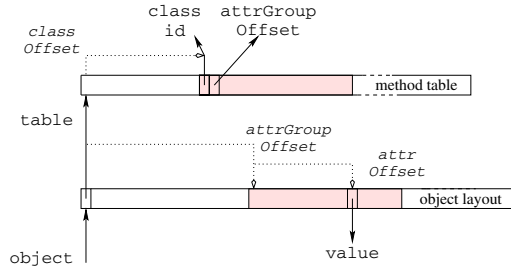 class
id
attrGroup
Offset
class
Offset
method table
table
attrGroup
Offset
attr
Offset
object layout
object
value